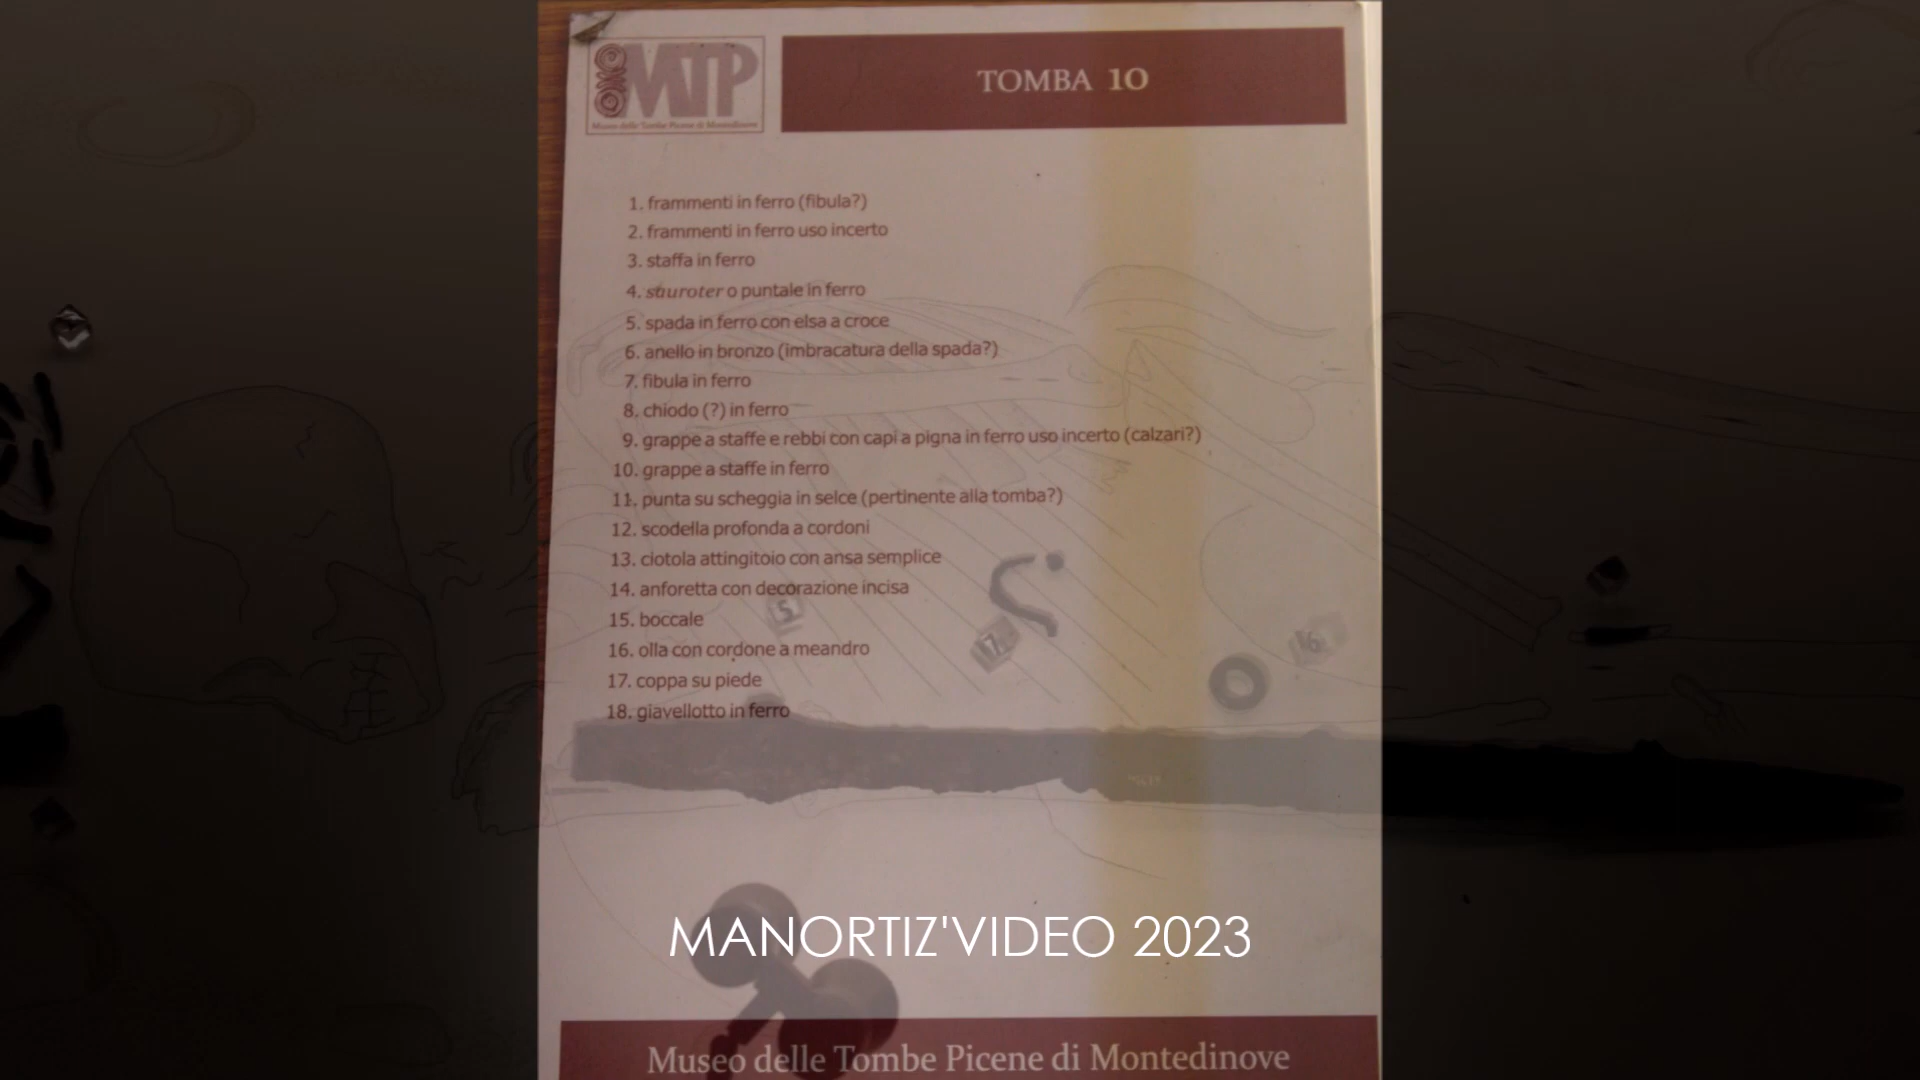 MTP
Museo delle Tombe Picene di Montedinove
TOMBA 10
1. frammenti in ferro (fibula?)
2. frammenti in ferro uso incerto
3. staffa in ferro
4. sauroter o puntale in ferro
5. spada in ferro con elsa a croce
6. anello in bronzo (imbracatura della spada?)
7. fibula in ferro
8. chiodo (?) in ferro
9. grappe a staffe e rebbi con capi a pigna in ferro uso incerto (calzari?)
10. grappe a staffe in ferro
11. punta su scheggia in selce (pertinente alla tomba?)
12. scodella profonda a cordoni
13. ciotola attingitoio con ansa semplice
14. anforetta con decorazione incisa
15. boccale
16. olla con cordone a meandro
17. coppa su piede
18. giavellotto in ferro
5
7
6
MANORTIZ'VIDEO 2023
Museo delle Tombe Picene di Montedinove